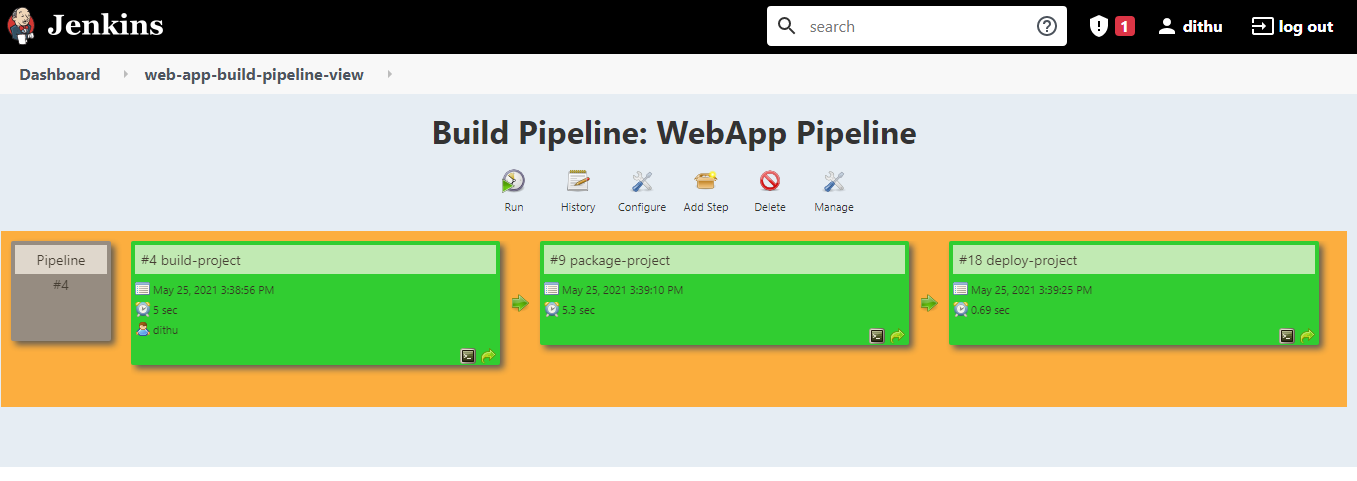 Jenkins
search
1
dithu
log out
Dashboard
web-app-build-pipeline-view
Build Pipeline: WebApp Pipeline
Run
History
Configure
Add Step
Delete
Manage
Pipeline
#4
#4 build-project
May 25, 2021 3:38:56 PM
5 sec
dithu
#9 package-project
May 25, 2021 3:39:10 PM
5.3 sec
#18 deploy-project
May 25, 2021 3:39:25 PM
0.69 sec